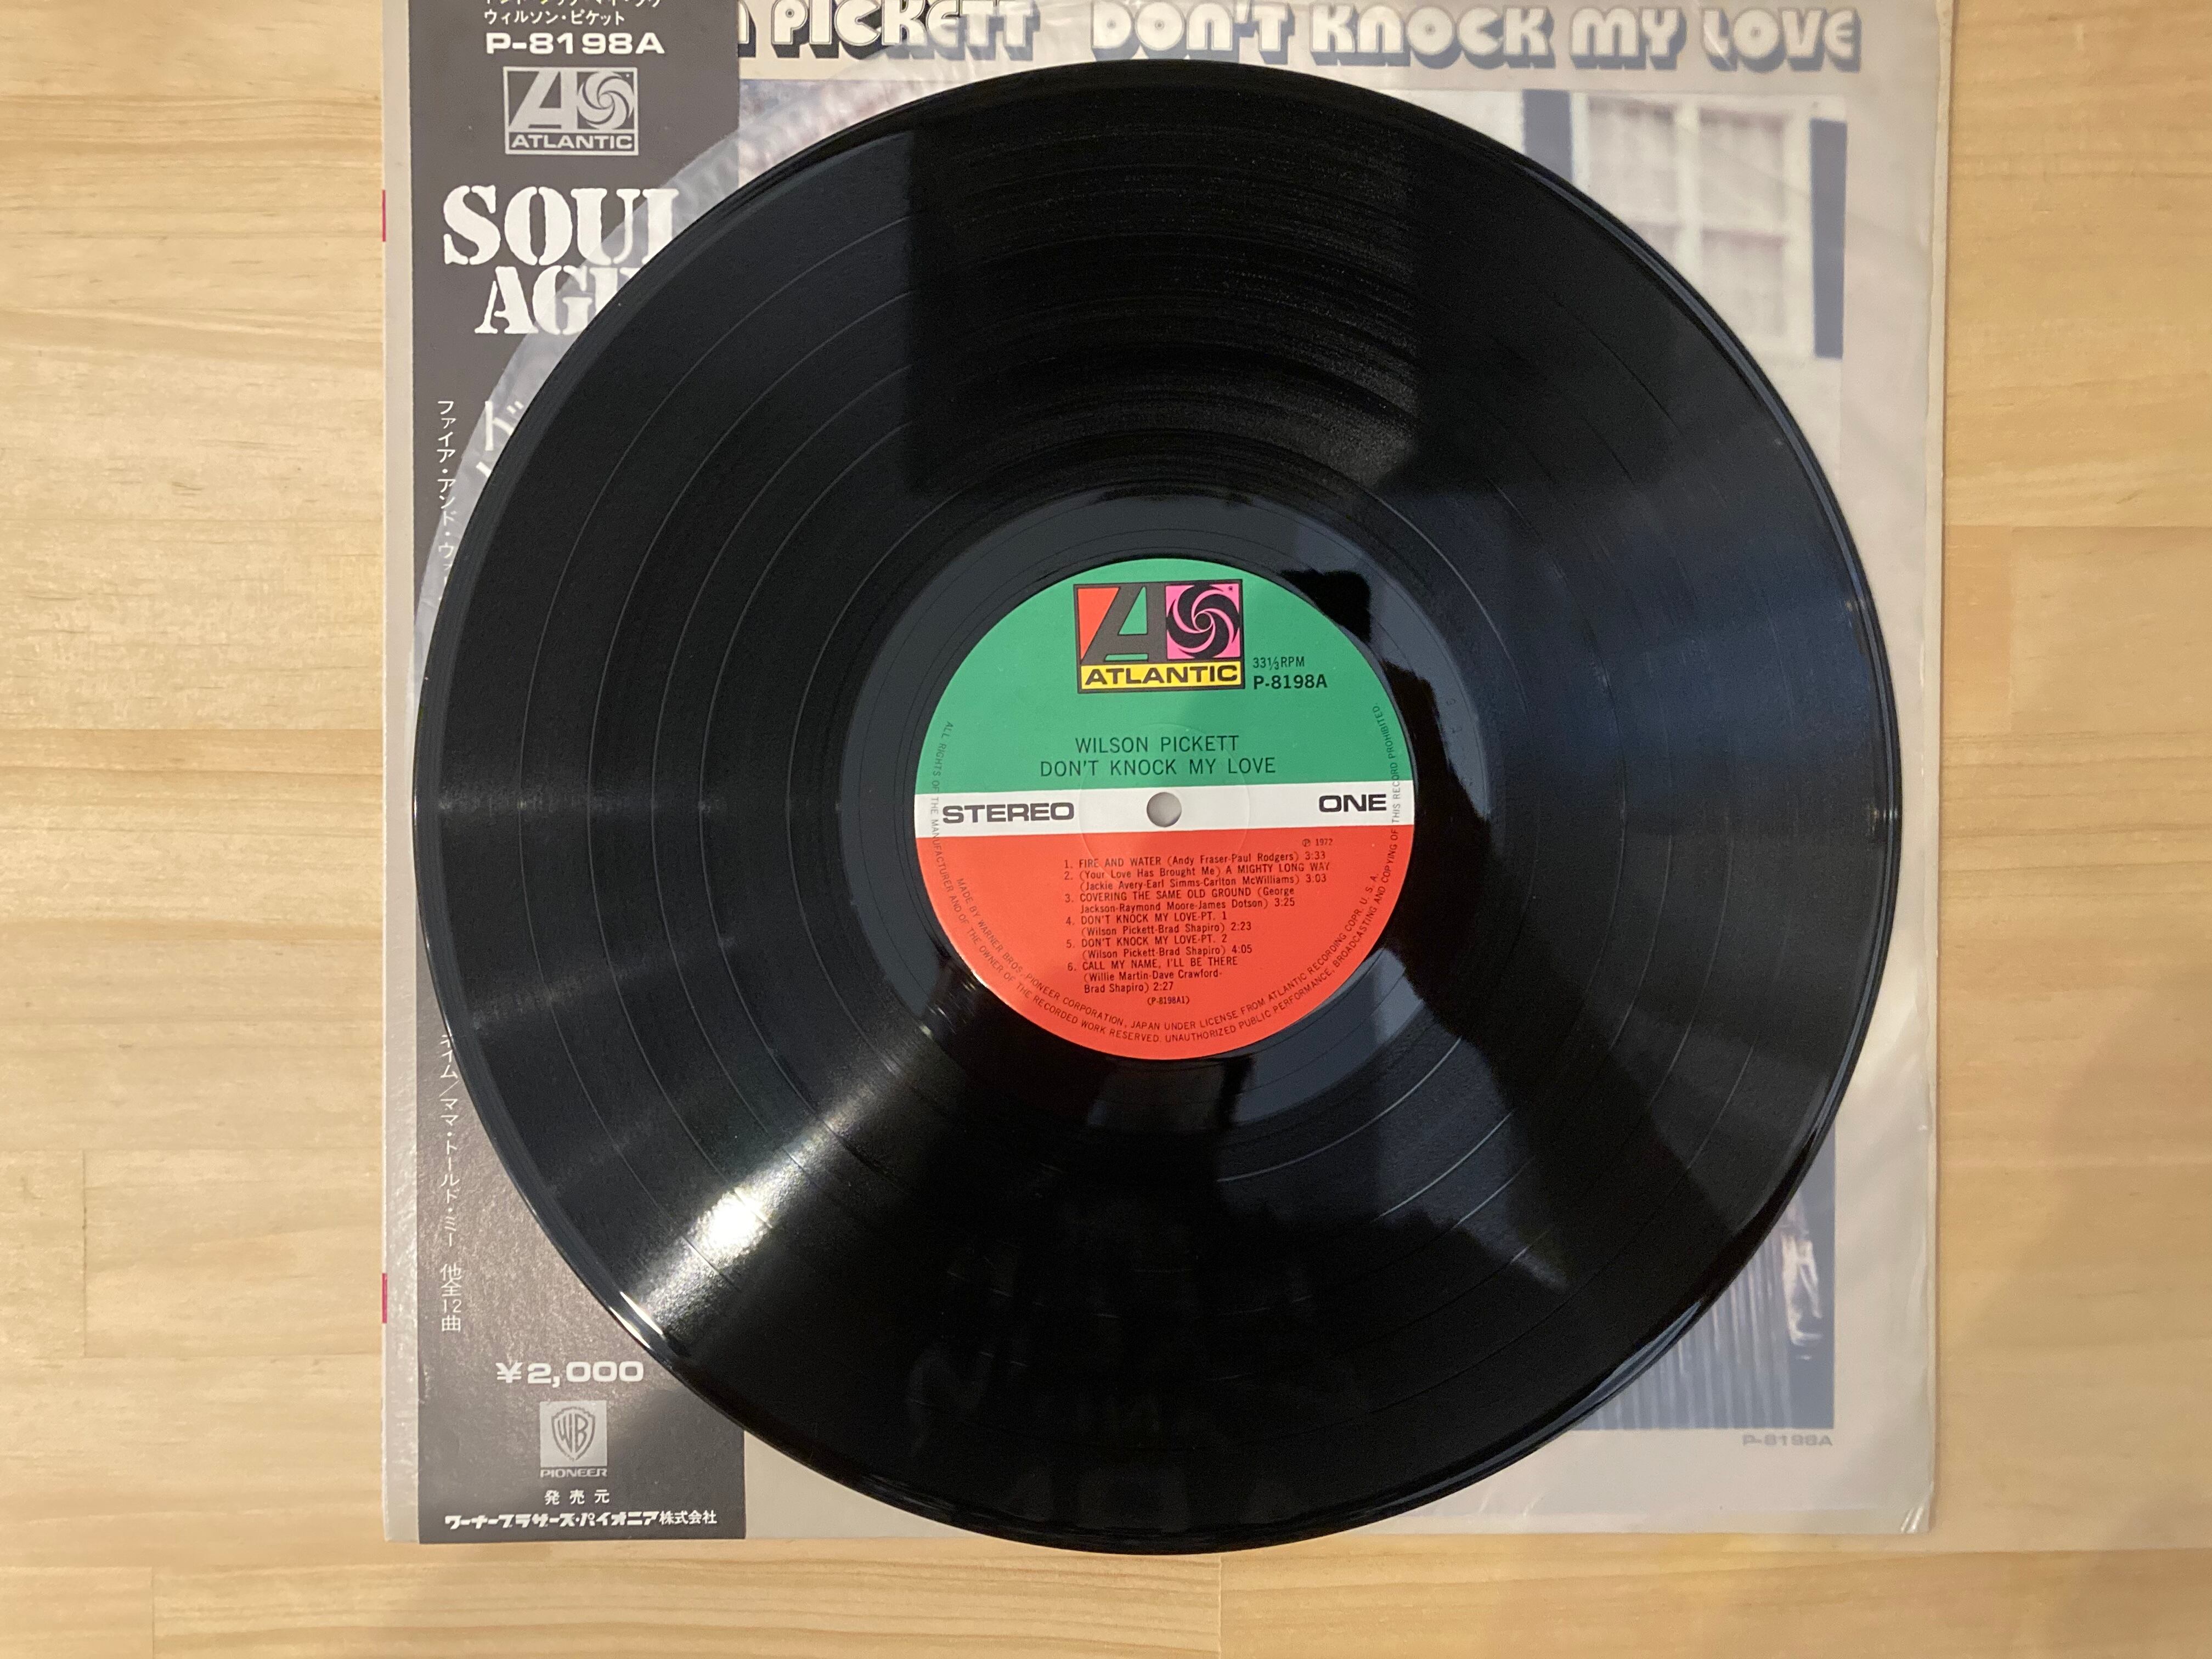 ウィルソン・ピケット
P-8198A
ATLANTIC
SOUL
AGE
ファイア・アンド・ウォ
タイム/ママ・トールド・ミー 他全12曲
¥2,000
WB
PIONEER
発売元
ワーナーブラザーズ・パイオニア株式会社
PICKETT DON'T KNOCK MY LOVE
P-8198A
ATLANTIC
33⅓RPM
P-8198A
WILSON PICKETT
DON'T KNOCK MY LOVE
STEREO
ONE
℗ 1972
1. FIRE AND WATER (Andy Fraser-Paul Rodgers) 3:33
2. (Your Love Has Brought Me) A MIGHTY LONG WAY
(Jackie Avery-Earl Simms-Carlton McWilliams) 3:03
3. COVERING THE SAME OLD GROUND (George
Jackson-Raymond Moore-James Dotson) 3:25
4. DON'T KNOCK MY LOVE-PT. 1
(Wilson Pickett-Brad Shapiro) 2:23
5. DON'T KNOCK MY LOVE-PT. 2
(Wilson Pickett-Brad Shapiro) 4:05
6. CALL MY NAME, I'LL BE THERE
(Willie Martin-Dave Crawford-
Brad Shapiro) 2:27
(P-8198A1)
MADE BY WARNER BROS.-PIONEER CORPORATION, JAPAN UNDER LICENSE FROM ATLANTIC RECORDING COPR. U. S. A.
ALL RIGHTS OF THE MANUFACTURER AND OF THE OWNER OF THE RECORDED WORK RESERVED. UNAUTHORIZED PUBLIC PERFORMANCE, BROADCASTING AND COPYING OF THIS RECORD PROHIBITED.